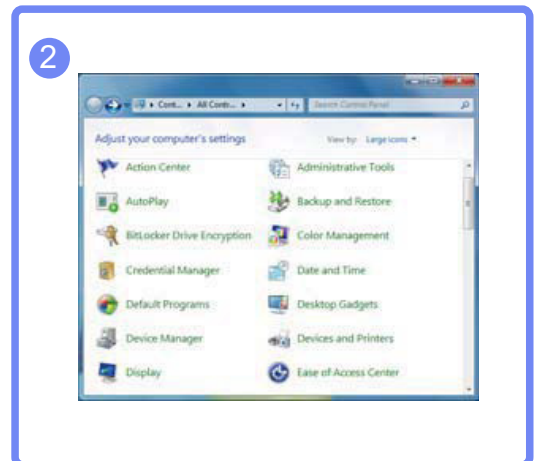 2
Cont... ▸ All Contr... ▸
Search Control Panel
Adjust your computer's settings
View by: Large icons
Action Center
Administrative Tools
AutoPlay
Backup and Restore
BitLocker Drive Encryption
Color Management
Credential Manager
Date and Time
Default Programs
Desktop Gadgets
Device Manager
Devices and Printers
Display
Ease of Access Center